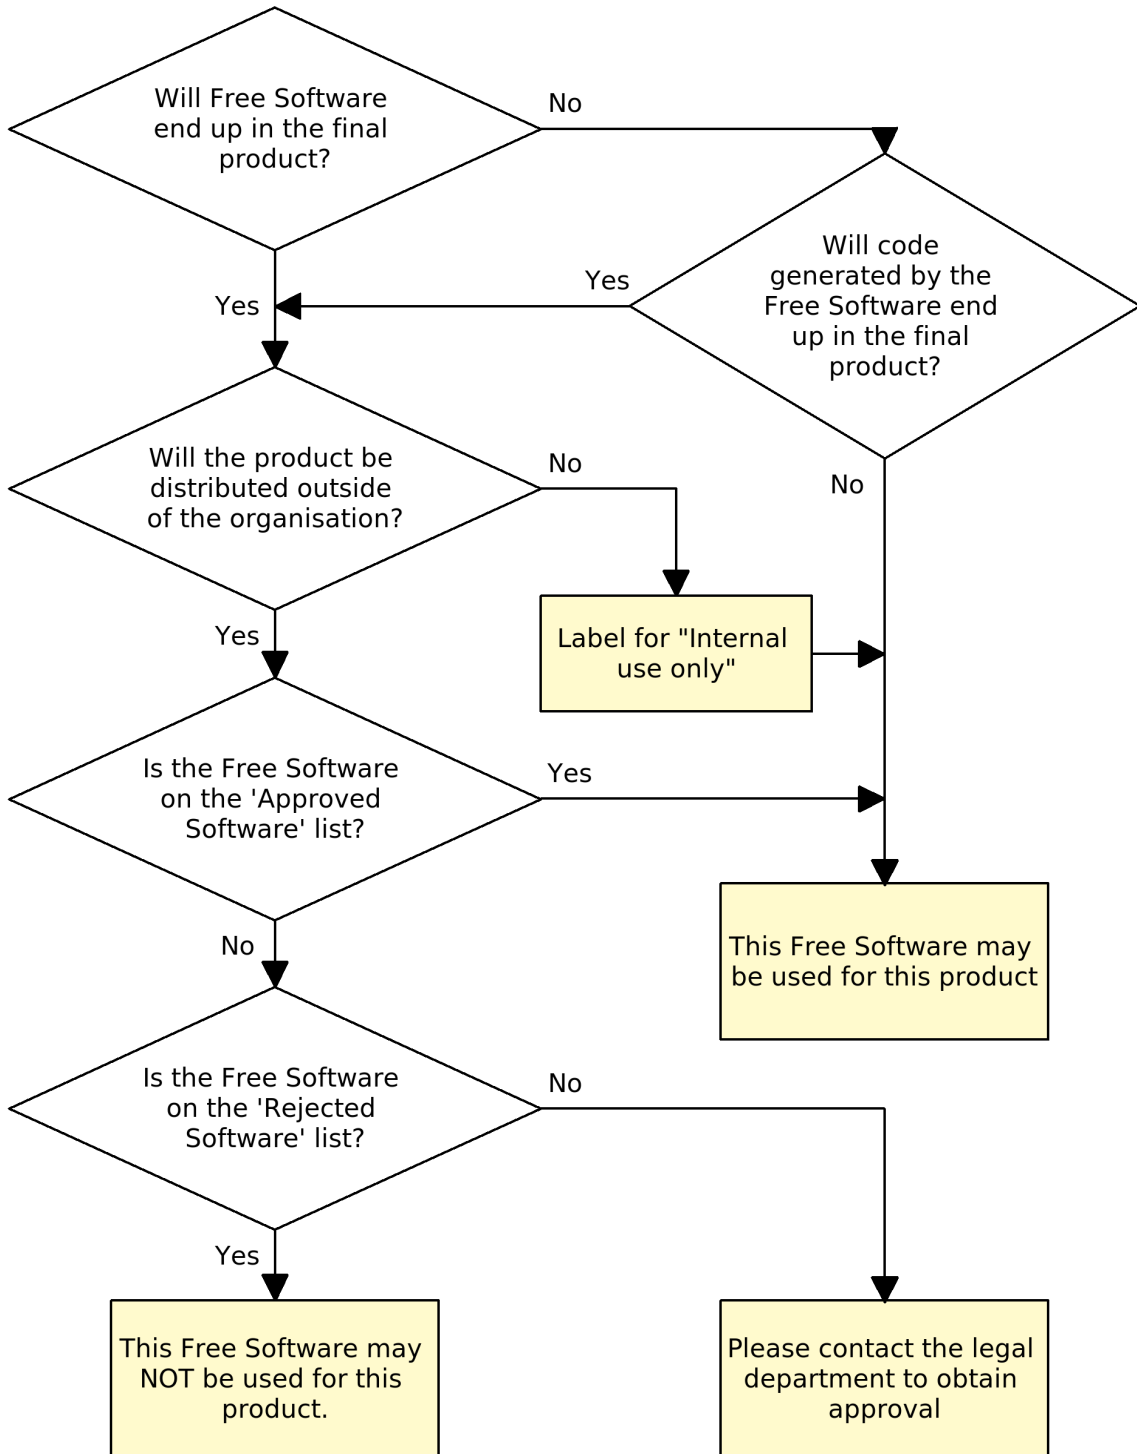 Will Free Software
end up in the final
product?
No
Will code
generated by the
Free Software end
up in the final
product?
Yes
Yes
Will the product be
distributed outside
of the organisation?
No
No
Label for "Internal
use only"
Yes
Is the Free Software
on the 'Approved
Software' list?
Yes
No
This Free Software may
be used for this product
Is the Free Software
on the 'Rejected
Software' list?
No
Yes
This Free Software may
NOT be used for this
product.
Please contact the legal
department to obtain
approval